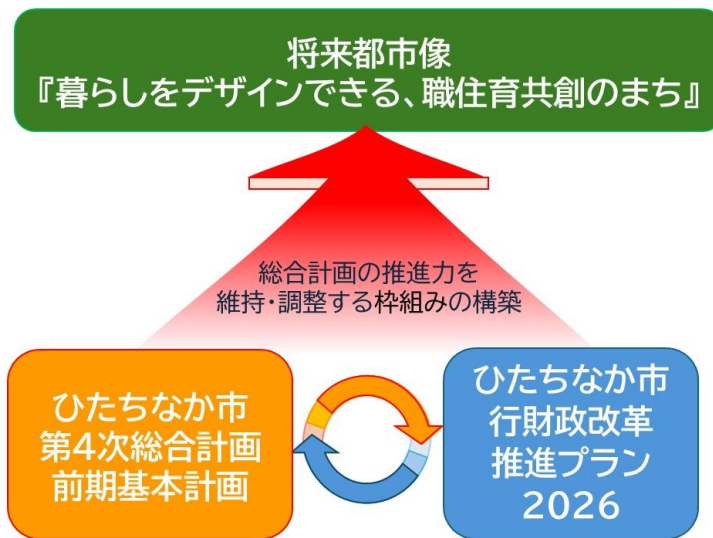 将来都市像
『暮らしをデザインできる、職住育共創のまち』
総合計画の推進力を
維持・調整する枠組みの構築
ひたちなか市
第4次総合計画
前期基本計画
ひたちなか市
行財政改革
推進プラン
2026